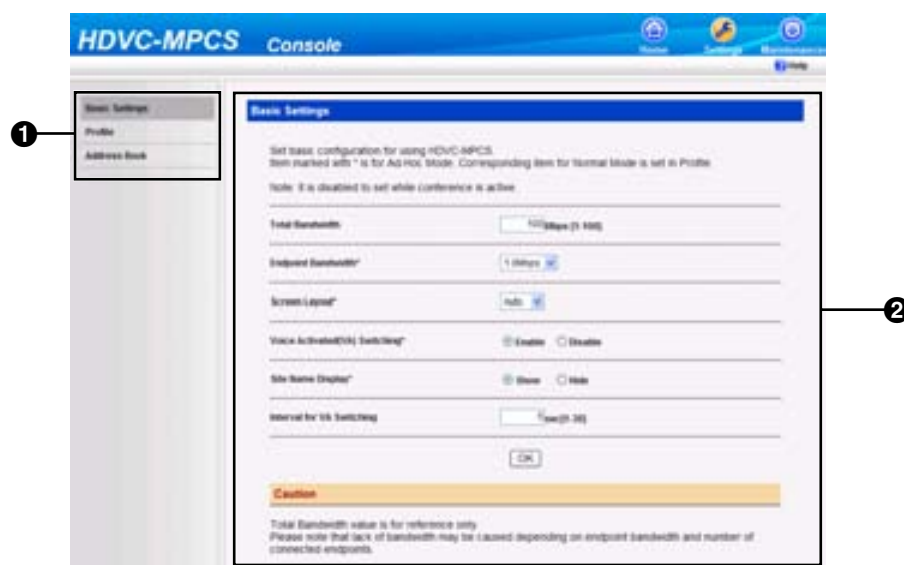 HDVC-MPCS Console
Home Settings Maintenance
Help
1
Basic Settings
Profile
Address Book
2
Basic Settings
Set basic configuration for using HDVC-MPCS.
Item marked with * is for Ad Hoc Mode. Corresponding item for Normal Mode is set in Profile.
Note: It is disabled to set while conference is active.
Total Bandwidth 100 Mbps (1-100)
Endpoint Bandwidth* Mbps
Screen Layout* Auto
Voice Activated(VA) Switching* Enable Disable
Site Name Display* Show Hide
Interval for VA Switching sec(1-30)
OK
Caution
Total Bandwidth value is for reference only.
Please note that lack of bandwidth may be caused depending on endpoint bandwidth and number of
connected endpoints.